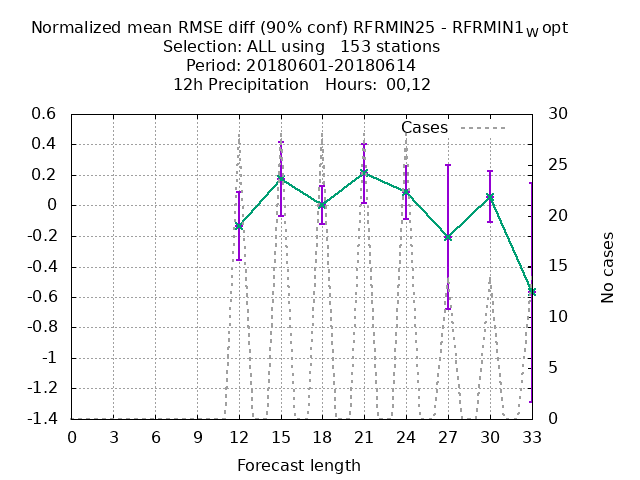 Normalized mean RMSE diff (90% conf) RFRMIN25 - RFRMIN1w opt
Selection: ALL using   153 stations
Period: 20180601-20180614
12h Precipitation   Hours:  00,12
Cases
0.6
0.4
0.2
0
-0.2
-0.4
-0.6
-0.8
-1
-1.2
-1.4
30
25
20
15
10
5
0
No cases
0 3 6 9 12 15 18 21 24 27 30 33
Forecast length